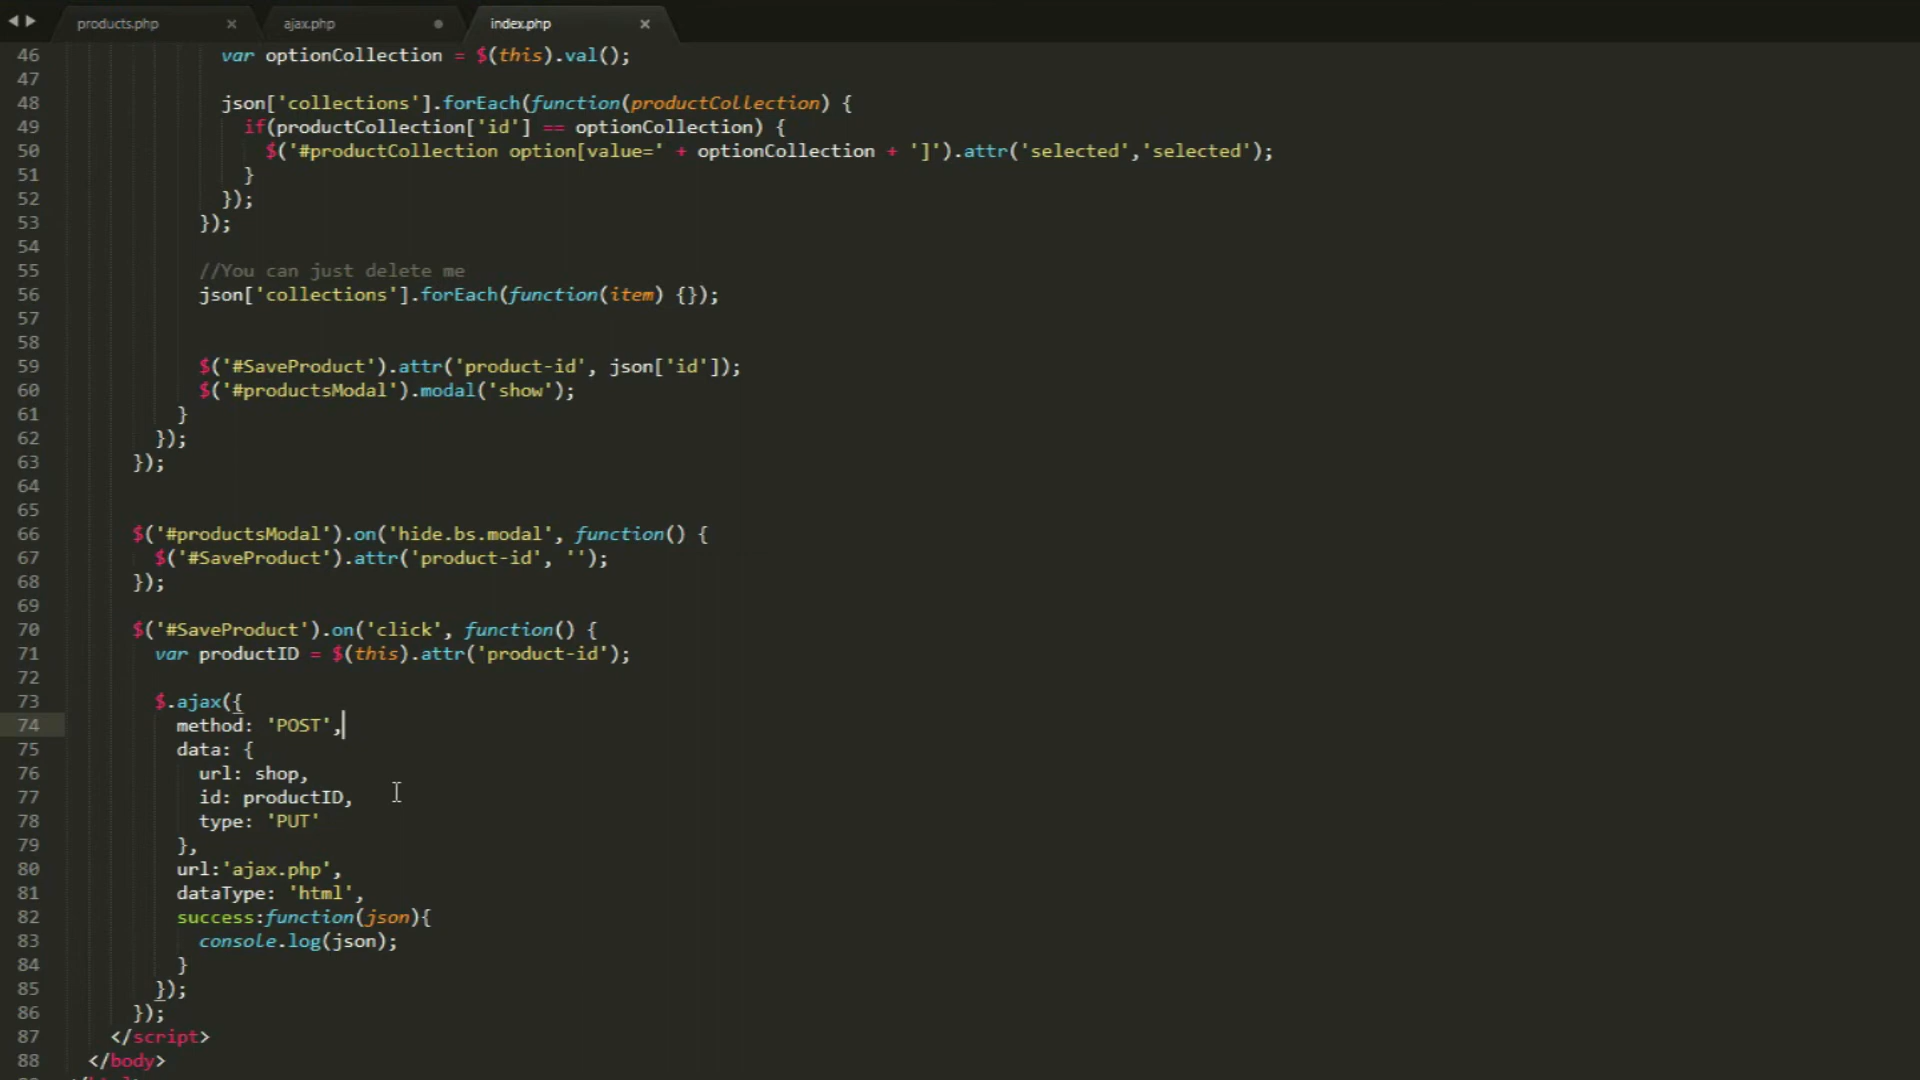 products.php × ajax.php index.php ×
46 var optionCollection = $(this).val();
47
48 json['collections'].forEach(function(productCollection) {
49 if(productCollection['id'] == optionCollection) {
50 $('#productCollection option[value=' + optionCollection + ']').attr('selected','selected');
51 }
52 });
53 });
54
55 //You can just delete me
56 json['collections'].forEach(function(item) {});
57
58
59 $('#SaveProduct').attr('product-id', json['id']);
60 $('#productsModal').modal('show');
61 }
62 });
63 });
64
65
66 $('#productsModal').on('hide.bs.modal', function() {
67 $('#SaveProduct').attr('product-id', '');
68 });
69
70 $('#SaveProduct').on('click', function() {
71 var productID = $(this).attr('product-id');
72
73 $.ajax({
74 method: 'POST',
75 data: {
76 url: shop,
77 id: productID,
78 type: 'PUT'
79 },
80 url:'ajax.php',
81 dataType: 'html',
82 success:function(json){
83 console.log(json);
84 }
85 });
86 });
87 </script>
88 </body>